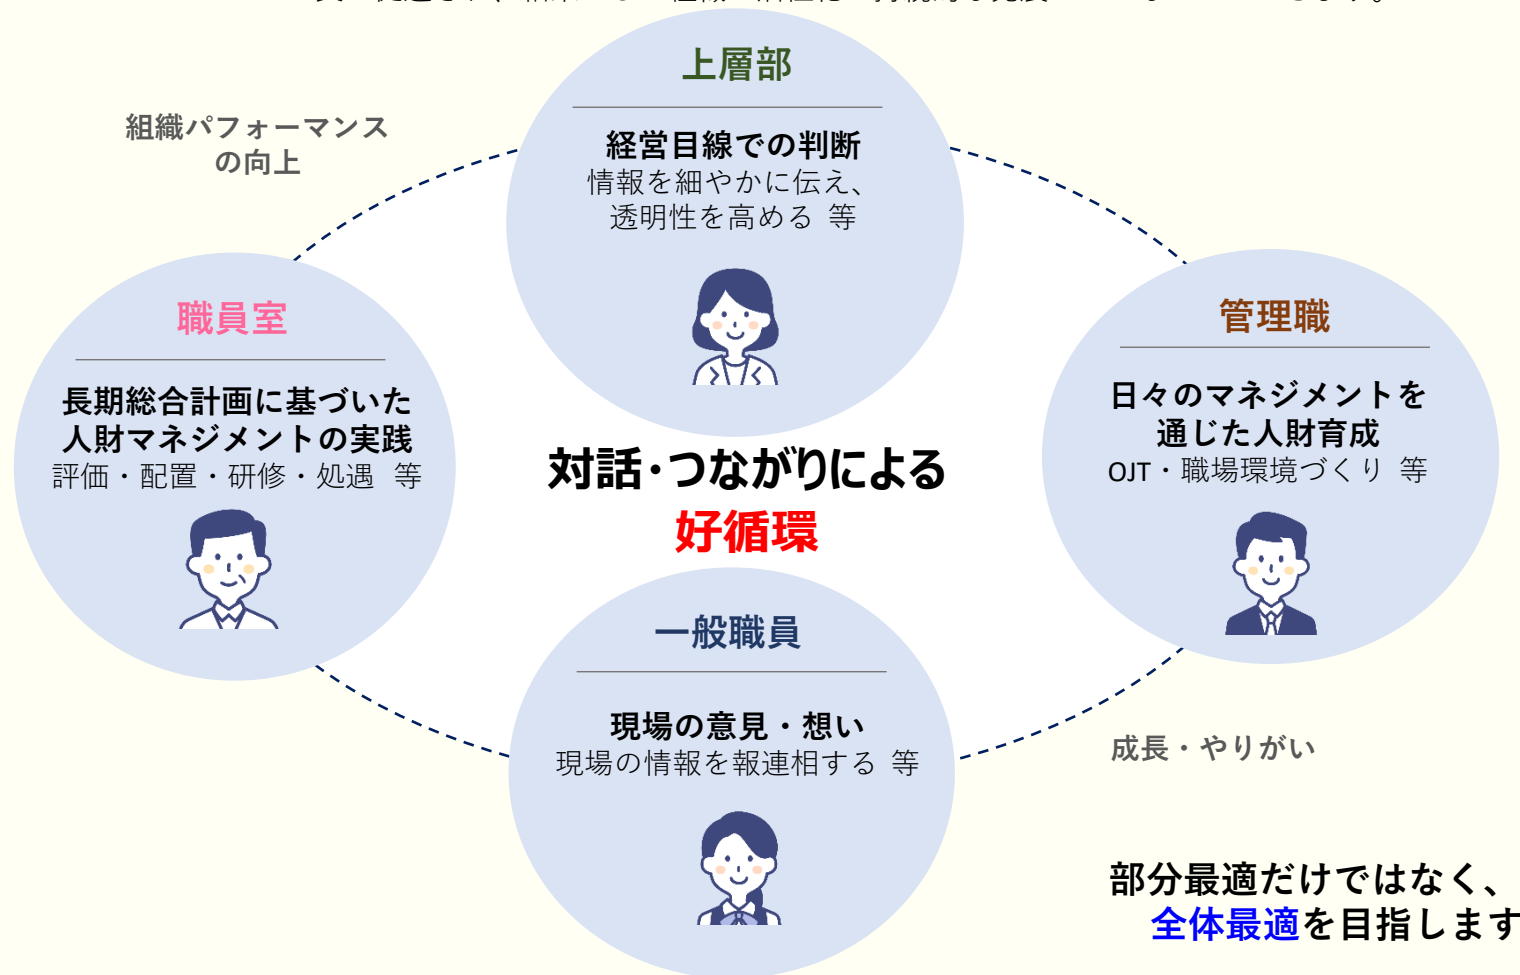 上層部
経営目線での判断
情報を細やかに伝え、
透明性を高める 等
組織パフォーマンス
の向上
職員室
長期総合計画に基づいた
人財マネジメントの実践
評価・配置・研修・処遇 等
管理職
日々のマネジメントを
通じた人財育成
OJT・職場環境づくり 等
対話・つながりによる
好循環
一般職員
現場の意見・想い
現場の情報を報連相する 等
成長・やりがい
部分最適だけではなく、
全体最適を目指します